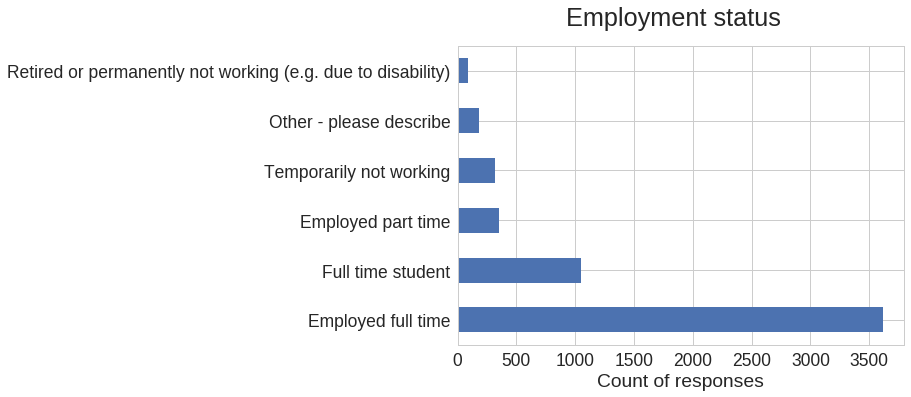 Employment status
Retired or permanently not working (e.g. due to disability)
Other - please describe
Temporarily not working
Employed part time
Full time student
Employed full time
0 500 1000 1500 2000 2500 3000 3500
Count of responses